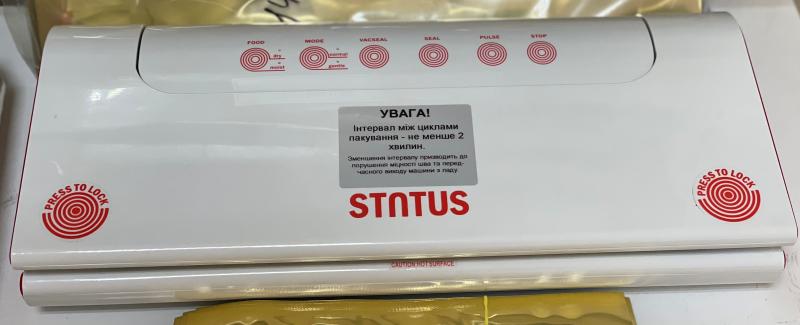 FOOD MODE VACSEAL SEAL PULSE STOP
dry normal
moist gentle
УВАГА!
Інтервал між циклами
пакування - не менше 2
хвилин.
Зменшення інтервалу призводить до
порушення міцності шва та перед-
часного виходу машини з ладу.
PRESS TO LOCK
PRESS TO LOCK
STATUS
CAUTION HOT SURFACE